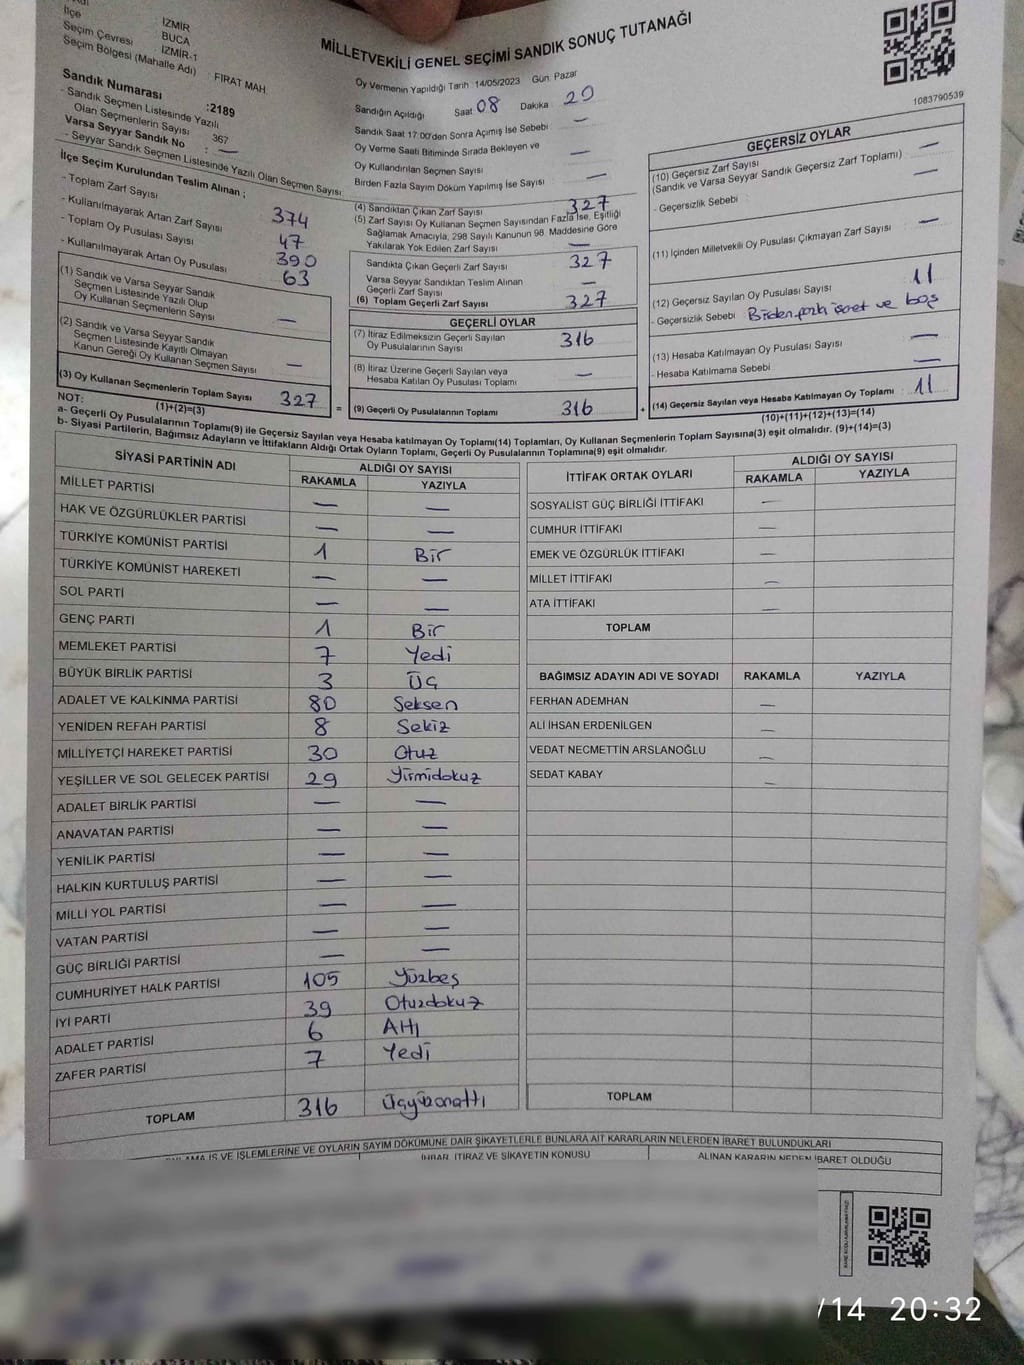 İlçe
İZMİR
BUCA
Seçim Çevresi : İZMİR-1
Seçim Bölgesi (Mahalle Adı) : FIRAT MAH.
MİLLETVEKİLİ GENEL SEÇİMİ SANDIK SONUÇ TUTANAĞI
1083790539
Sandık Numarası :2189
- Sandık Seçmen Listesinde Yazılı
Olan Seçmenlerin Sayısı 367
Varsa Seyyar Sandık No : —
- Seyyar Sandık Seçmen Listesinde Yazılı Olan Seçmen Sayısı
İlçe Seçim Kurulundan Teslim Alınan ;
- Toplam Zarf Sayısı 374
- Kullanılmayarak Artan Zarf Sayısı 47
- Toplam Oy Pusulası Sayısı 390
- Kullanılmayarak Artan Oy Pusulası 63
(1) Sandık ve Varsa Seyyar Sandık
Seçmen Listesinde Yazılı Olup
Oy Kullanan Seçmenlerin Sayısı —
(2) Sandık ve Varsa Seyyar Sandık
Seçmen Listesinde Kayıtlı Olmayan
Kanun Gereği Oy Kullanan Seçmen Sayısı —
(3) Oy Kullanan Seçmenlerin Toplam Sayısı 327
(1)+(2)=(3)
Oy Vermenin Yapıldığı Tarih : 14/05/2023 Gün: Pazar
Sandığın Açıldığı Saat 08 Dakika 20
Sandık Saat 17:00'den Sonra Açımış İse Sebebi —
Oy Verme Saati Bitiminde Sırada Bekleyen ve
Oy Kullandırılan Seçmen Sayısı —
Birden Fazla Sayım Döküm Yapılmış İse Sayısı —
(4) Sandıktan Çıkan Zarf Sayısı 327
(5) Zarf Sayısı Oy Kullanan Seçmen Sayısından Fazla İse, Eşitliği
Sağlamak Amacıyla, 298 Sayılı Kanunun 98. Maddesine Göre
Yakılarak Yok Edilen Zarf Sayısı —
Sandıkta Çıkan Geçerli Zarf Sayısı 327
Varsa Seyyar Sandıktan Teslim Alınan
Geçerli Zarf Sayısı —
(6) Toplam Geçerli Zarf Sayısı 327
GEÇERLİ OYLAR
(7) İtiraz Edilmeksizin Geçerli Sayılan
Oy Pusulalarının Sayısı 316
(8) İtiraz Üzerine Geçerli Sayılan veya
Hesaba Katılan Oy Pusulası Toplamı —
= (9) Geçerli Oy Pusulalarının Toplamı 316 +
GEÇERSİZ OYLAR
(10) Geçersiz Zarf Sayısı —
(Sandık ve Varsa Seyyar Sandık Geçersiz Zarf Toplamı) —
- Geçersizlik Sebebi :
(11) İçinden Milletvekili Oy Pusulası Çıkmayan Zarf Sayısı —
(12) Geçersiz Sayılan Oy Pusulası Sayısı 11
- Geçersizlik Sebebi Birden fazla işaret ve boş
(13) Hesaba Katılmayan Oy Pusulası Sayısı —
- Hesaba Katılmama Sebebi —
(14) Geçersiz Sayılan veya Hesaba Katılmayan Oy Toplamı 11
(10)+(11)+(12)+(13)=(14)
NOT:
a- Geçerli Oy Pusulaları Toplamı(9) ile Geçersiz Sayılan veya Hesaba katılmayan Oy Toplamı(14) Toplamları, Oy Kullanan Seçmenlerin Toplam Sayısına(3) eşit olmalıdır. (9)+(14)=(3)
b- Siyasi Partilerin, Bağımsız Adayların ve İttifakların Aldığı Ortak Oyların Toplamı, Geçerli Oy Pusulalarının Toplamına(9) eşit olmalıdır.
SİYASİ PARTİNİN ADI ALDIĞI OY SAYISI
RAKAMLA YAZIYLA
MİLLET PARTİSİ — —
HAK VE ÖZGÜRLÜKLER PARTİSİ — —
TÜRKİYE KOMÜNİST PARTİSİ 1 Bir
TÜRKİYE KOMÜNİST HAREKETİ — —
SOL PARTİ — —
GENÇ PARTİ 1 Bir
MEMLEKET PARTİSİ 7 Yedi
BÜYÜK BİRLİK PARTİSİ 3 Üç
ADALET VE KALKINMA PARTİSİ 80 Seksen
YENİDEN REFAH PARTİSİ 8 Sekiz
MİLLİYETÇİ HAREKET PARTİSİ 30 Otuz
YEŞİLLER VE SOL GELECEK PARTİSİ 29 Yirmidokuz
ADALET BİRLİK PARTİSİ — —
ANAVATAN PARTİSİ — —
YENİLİK PARTİSİ — —
HALKIN KURTULUŞ PARTİSİ — —
MİLLİ YOL PARTİSİ — —
VATAN PARTİSİ — —
GÜÇ BİRLİĞİ PARTİSİ — —
CUMHURİYET HALK PARTİSİ 105 Yüzbeş
İYİ PARTİ 39 Otuzdokuz
ADALET PARTİSİ 6 Altı
ZAFER PARTİSİ 7 Yedi
TOPLAM 316 Üçyüzonaltı
İTTİFAK ORTAK OYLARI ALDIĞI OY SAYISI
RAKAMLA YAZIYLA
SOSYALİST GÜÇ BİRLİĞİ İTTİFAKI —
CUMHUR İTTİFAKI —
EMEK VE ÖZGÜRLÜK İTTİFAKI —
MİLLET İTTİFAKI —
ATA İTTİFAKI —
TOPLAM
BAĞIMSIZ ADAYIN ADI VE SOYADI RAKAMLA YAZIYLA
FERHAN ADEMHAN —
ALİ İHSAN ERDENİLGEN —
VEDAT NECMETTİN ARSLANOĞLU —
SEDAT KABAY —
TOPLAM
İŞ VE İŞLEMLERİNE VE OYLARIN SAYIM DÖKÜMÜNE DAİR ŞİKAYETLERLE BUNLARA AİT KARARLARIN NELERDEN İBARET BULUNDUKLARI
İHBAR, İTİRAZ VE ŞİKAYETİN KONUSU
ALINAN KARARIN NEDEN İBARET OLDUĞU
/14 20:32